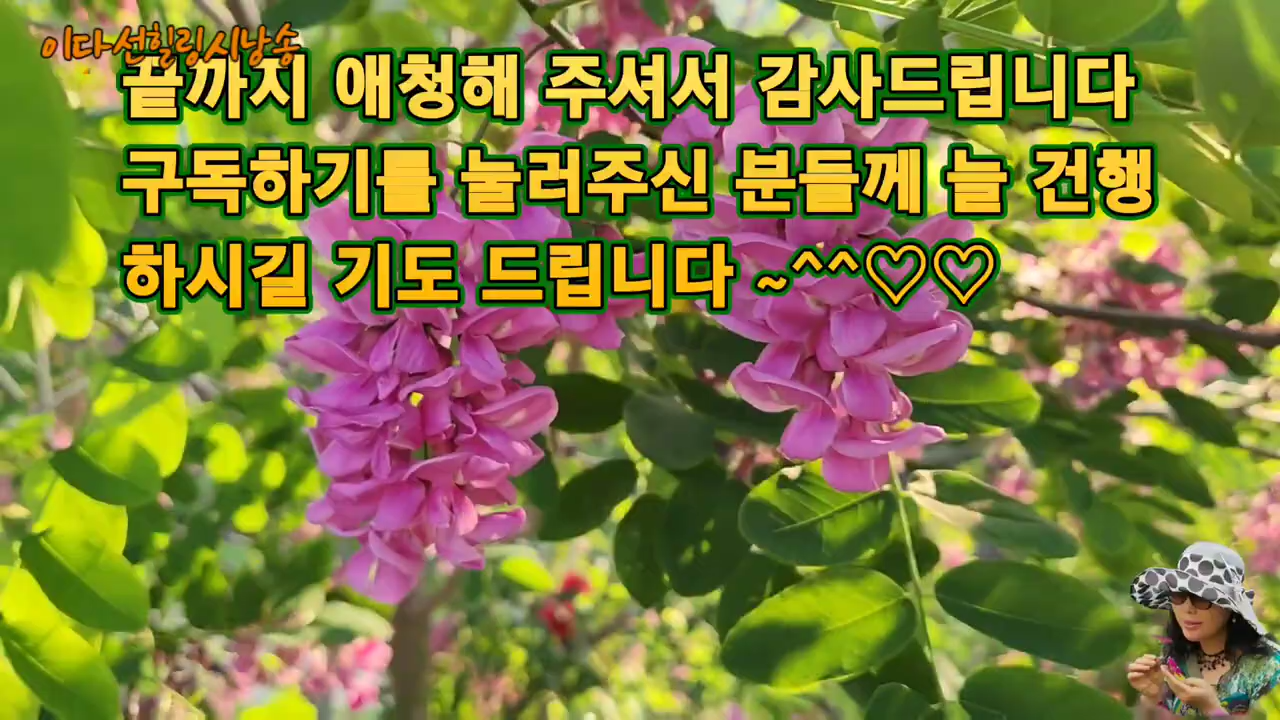 이다선힐링시낭송
끝까지 애청해 주셔서 감사드립니다
구독하기를 눌러주신 분들께 늘 건행
하시길 기도 드립니다 ~^^♡♡